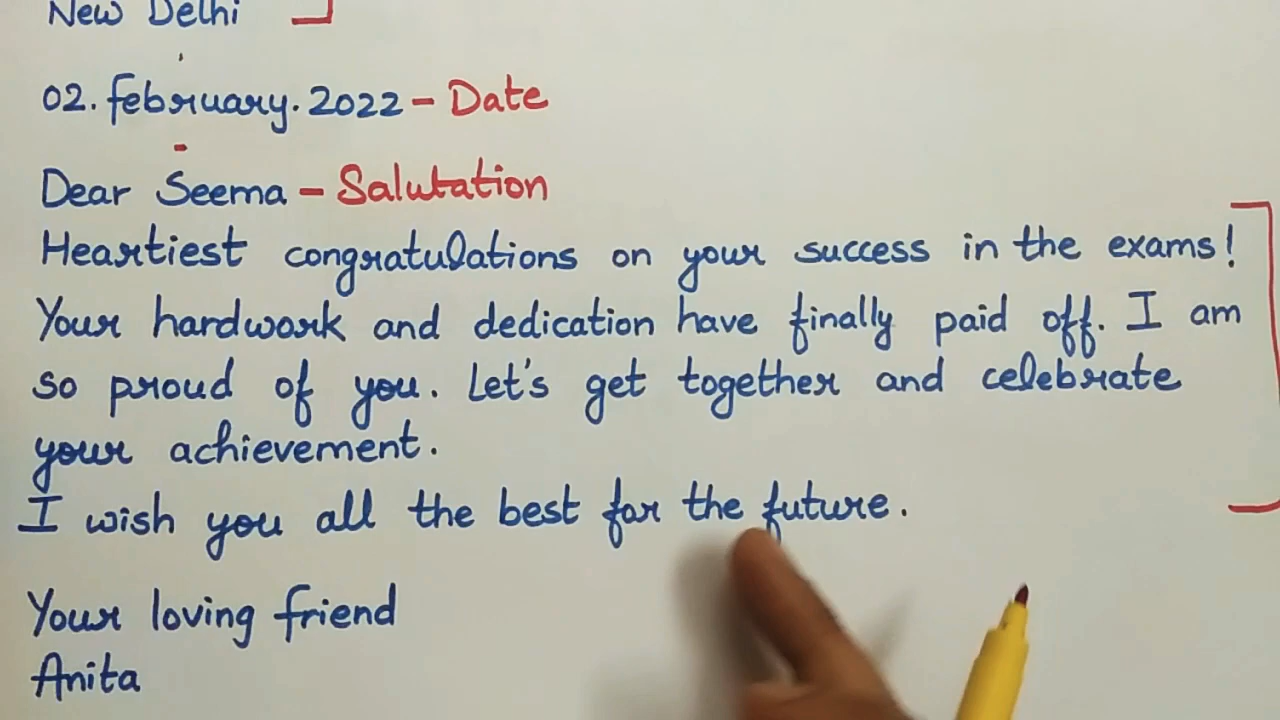 New Delhi
02. February. 2022 - Date
Dear Seema - Salutation
Heartiest congratulations on your success in the exams!
Your hardwork and dedication have finally paid off. I am
so proud of you. Let's get together and celebrate
your achievement.
I wish you all the best for the future.
Your loving friend
Anita